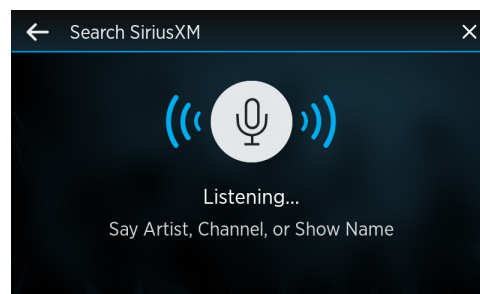 Search SiriusXM
Listening...
Say Artist, Channel, or Show Name